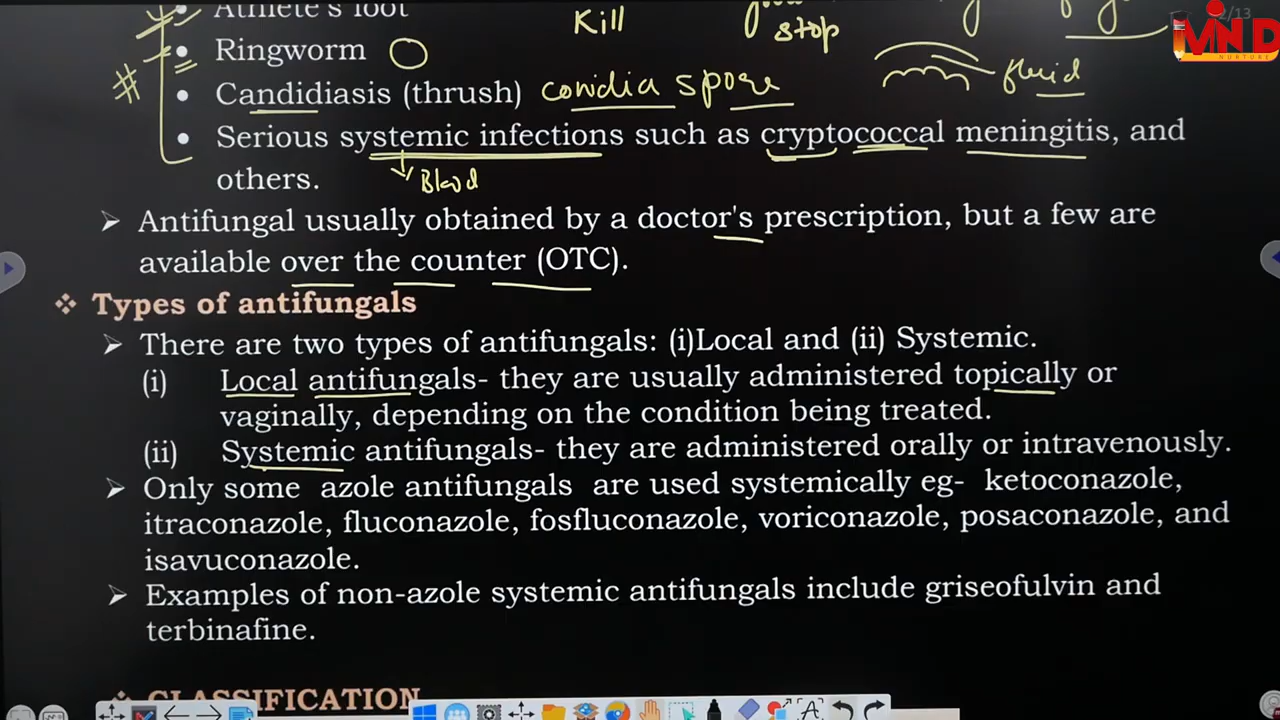 Athlete's foot
Kill
stop
2/13
MIND
NURTURE
• Ringworm
• Candidiasis (thrush) conidia spore
fluid
#
• Serious systemic infections such as cryptococcal meningitis, and
others.
Blood
➢ Antifungal usually obtained by a doctor's prescription, but a few are
available over the counter (OTC).
❖ Types of antifungals
➢ There are two types of antifungals: (i)Local and (ii) Systemic.
(i) Local antifungals- they are usually administered topically or
vaginally, depending on the condition being treated.
(ii) Systemic antifungals- they are administered orally or intravenously.
➢ Only some azole antifungals are used systemically eg- ketoconazole,
itraconazole, fluconazole, fosfluconazole, voriconazole, posaconazole, and
isavuconazole.
➢ Examples of non-azole systemic antifungals include griseofulvin and
terbinafine.
❖ CLASSIFICATION